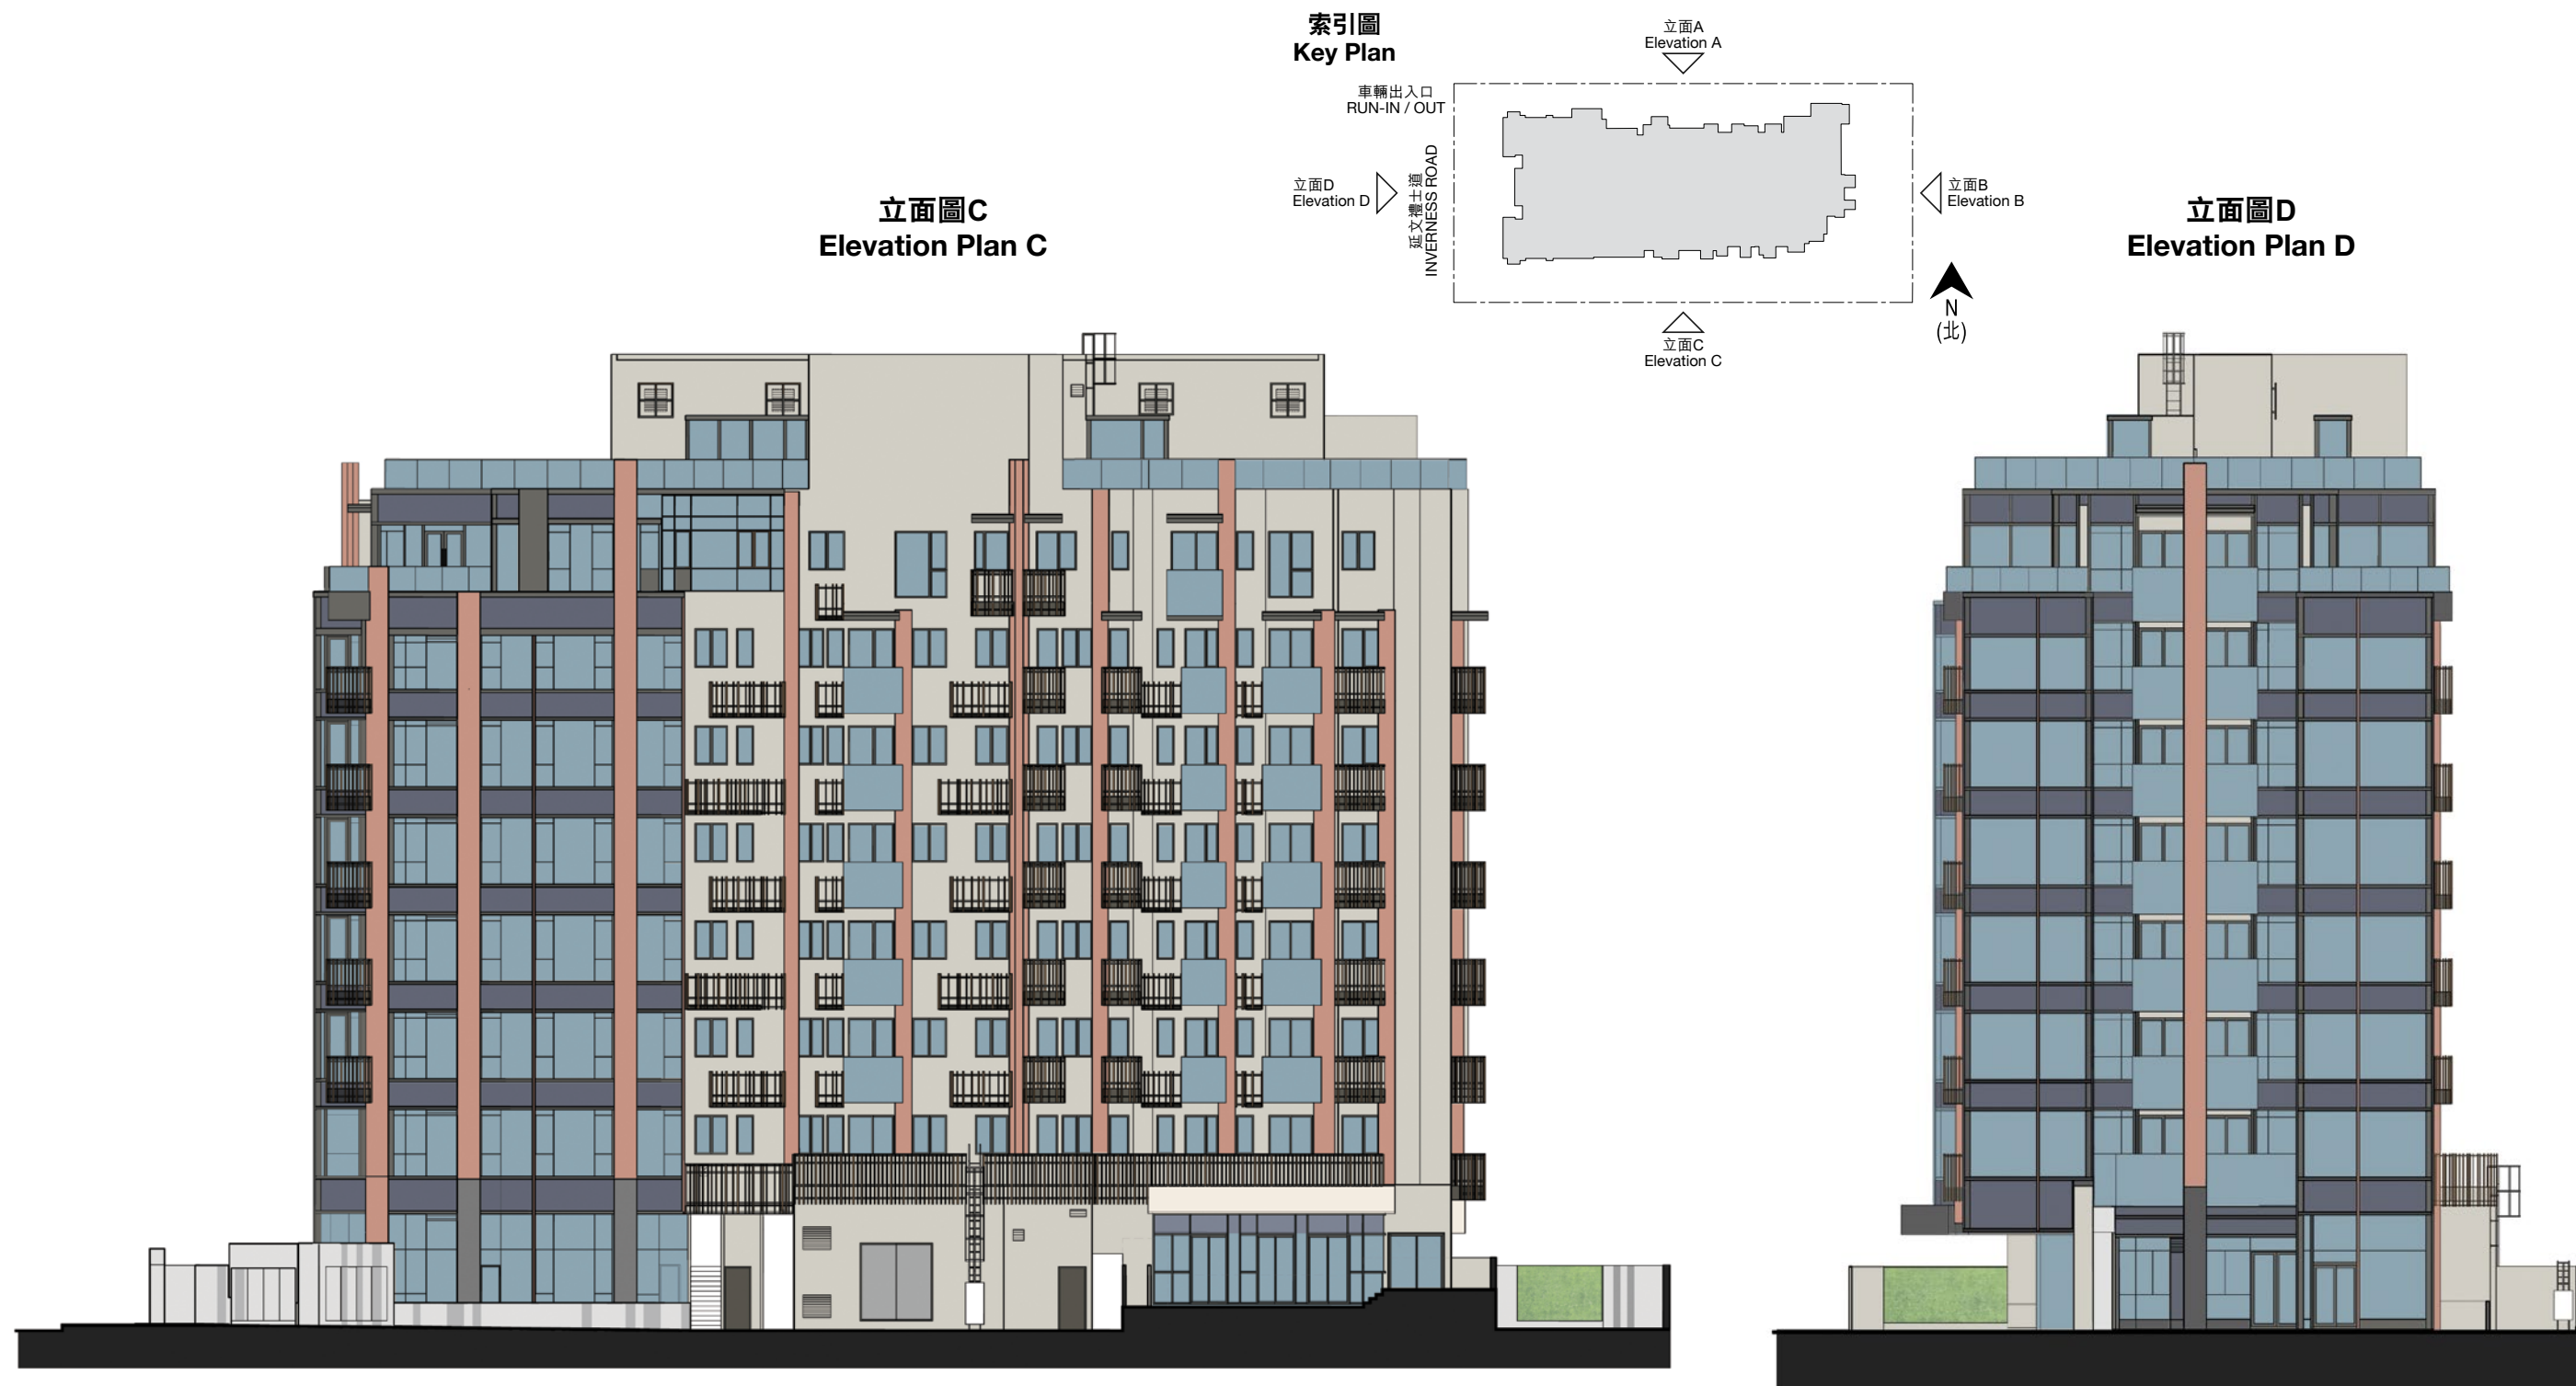 索引圖
Key Plan
立面A
Elevation A
車輛出入口
RUN-IN / OUT
立面D
Elevation D
延文禮士道
INVERNESS ROAD
立面B
Elevation B
立面圖C
Elevation Plan C
立面圖D
Elevation Plan D
N
(北)
立面C
Elevation C